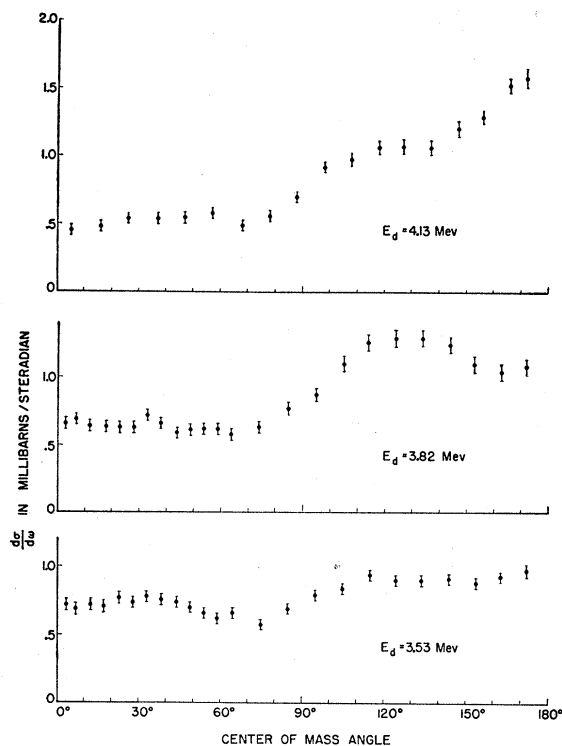 2.0
1.5
1.0
.5
0
E_d = 4.13 Mev
1.0
.5
0
E_d = 3.82 Mev
1.0
.5
0
E_d = 3.53 Mev
dσ/dω IN MILLIBARNS / STERADIAN
0° 30° 60° 90° 120° 150° 180°
CENTER OF MASS ANGLE